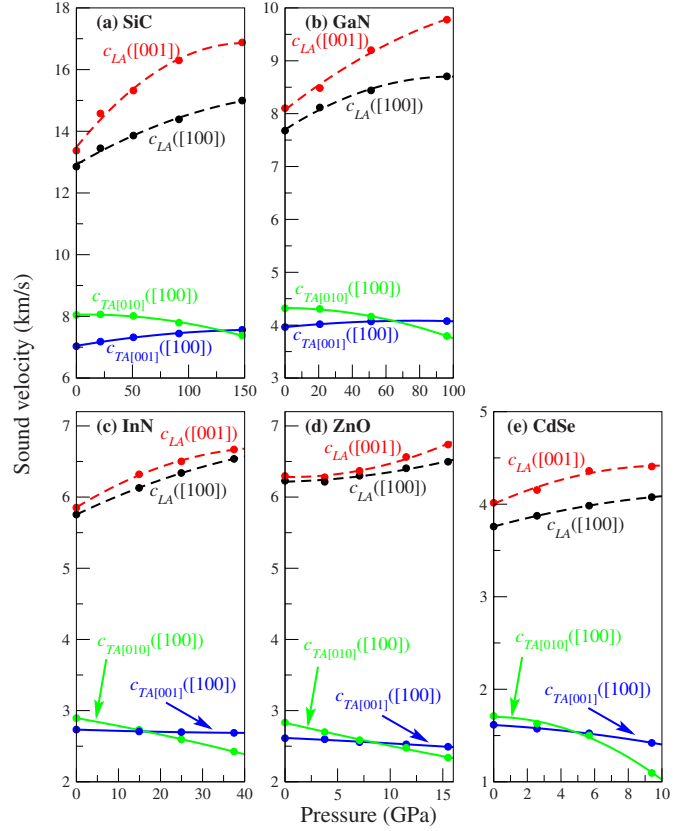 Sound velocity (km/s)
(a) SiC
c_LA([001])
c_LA([100])
c_TA[010]([100])
c_TA[001]([100])
18
16
14
12
10
8
6
0 50 100 150
(b) GaN
c_LA([001])
c_LA([100])
c_TA[010]([100])
c_TA[001]([100])
10
9
8
7
6
5
4
3
0 20 40 60 80 100
(c) InN
c_LA([001])
c_LA([100])
c_TA[010]([100])
c_TA[001]([100])
7
6
5
4
3
2
0 10 20 30 40
(d) ZnO
c_LA([001])
c_LA([100])
c_TA[010]([100])
c_TA[001]([100])
7
6
5
4
3
2
0 5 10 15
(e) CdSe
c_LA([001])
c_LA([100])
c_TA[010]([100])
c_TA[001]([100])
5
4
3
2
1
0 2 4 6 8 10
Pressure (GPa)